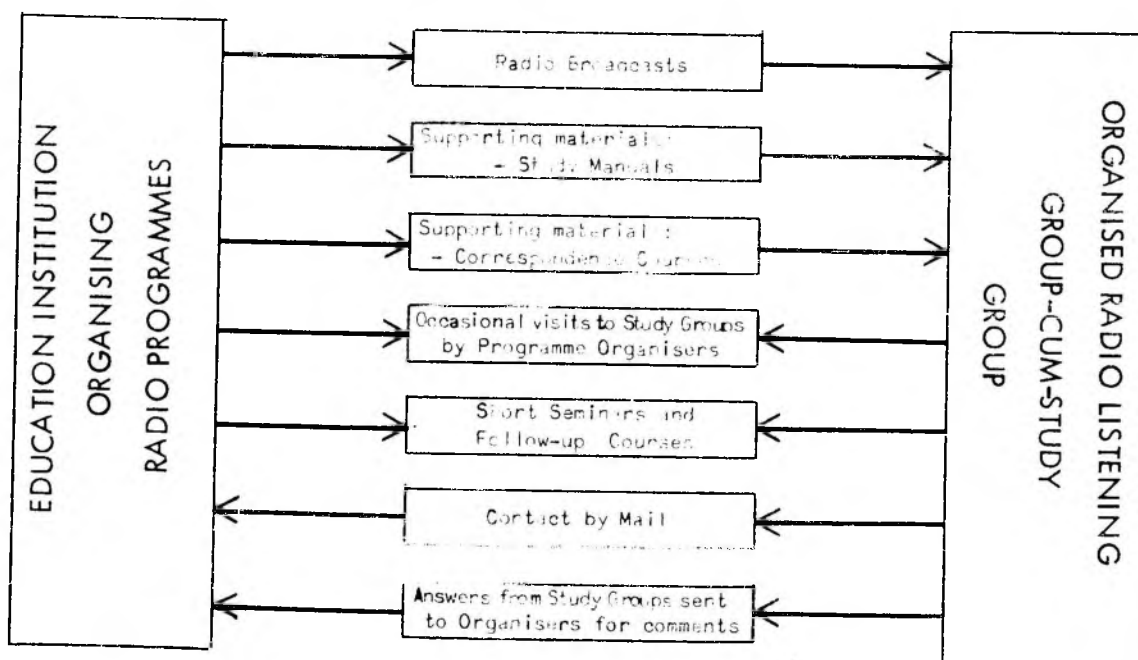 EDUCATION INSTITUTION
ORGANISING
RADIO PROGRAMMES
Radio Broadcasts
Supporting materials:
- Study Manuals
Supporting materials:
- Correspondence Courses
Occasional visits to Study Groups
by Programme Organisers
Short Seminars and
Follow-up Courses
Contact by Mail
Answers from Study Groups sent
to Organisers for comments
ORGANISED RADIO LISTENING
GROUP-CUM-STUDY
GROUP